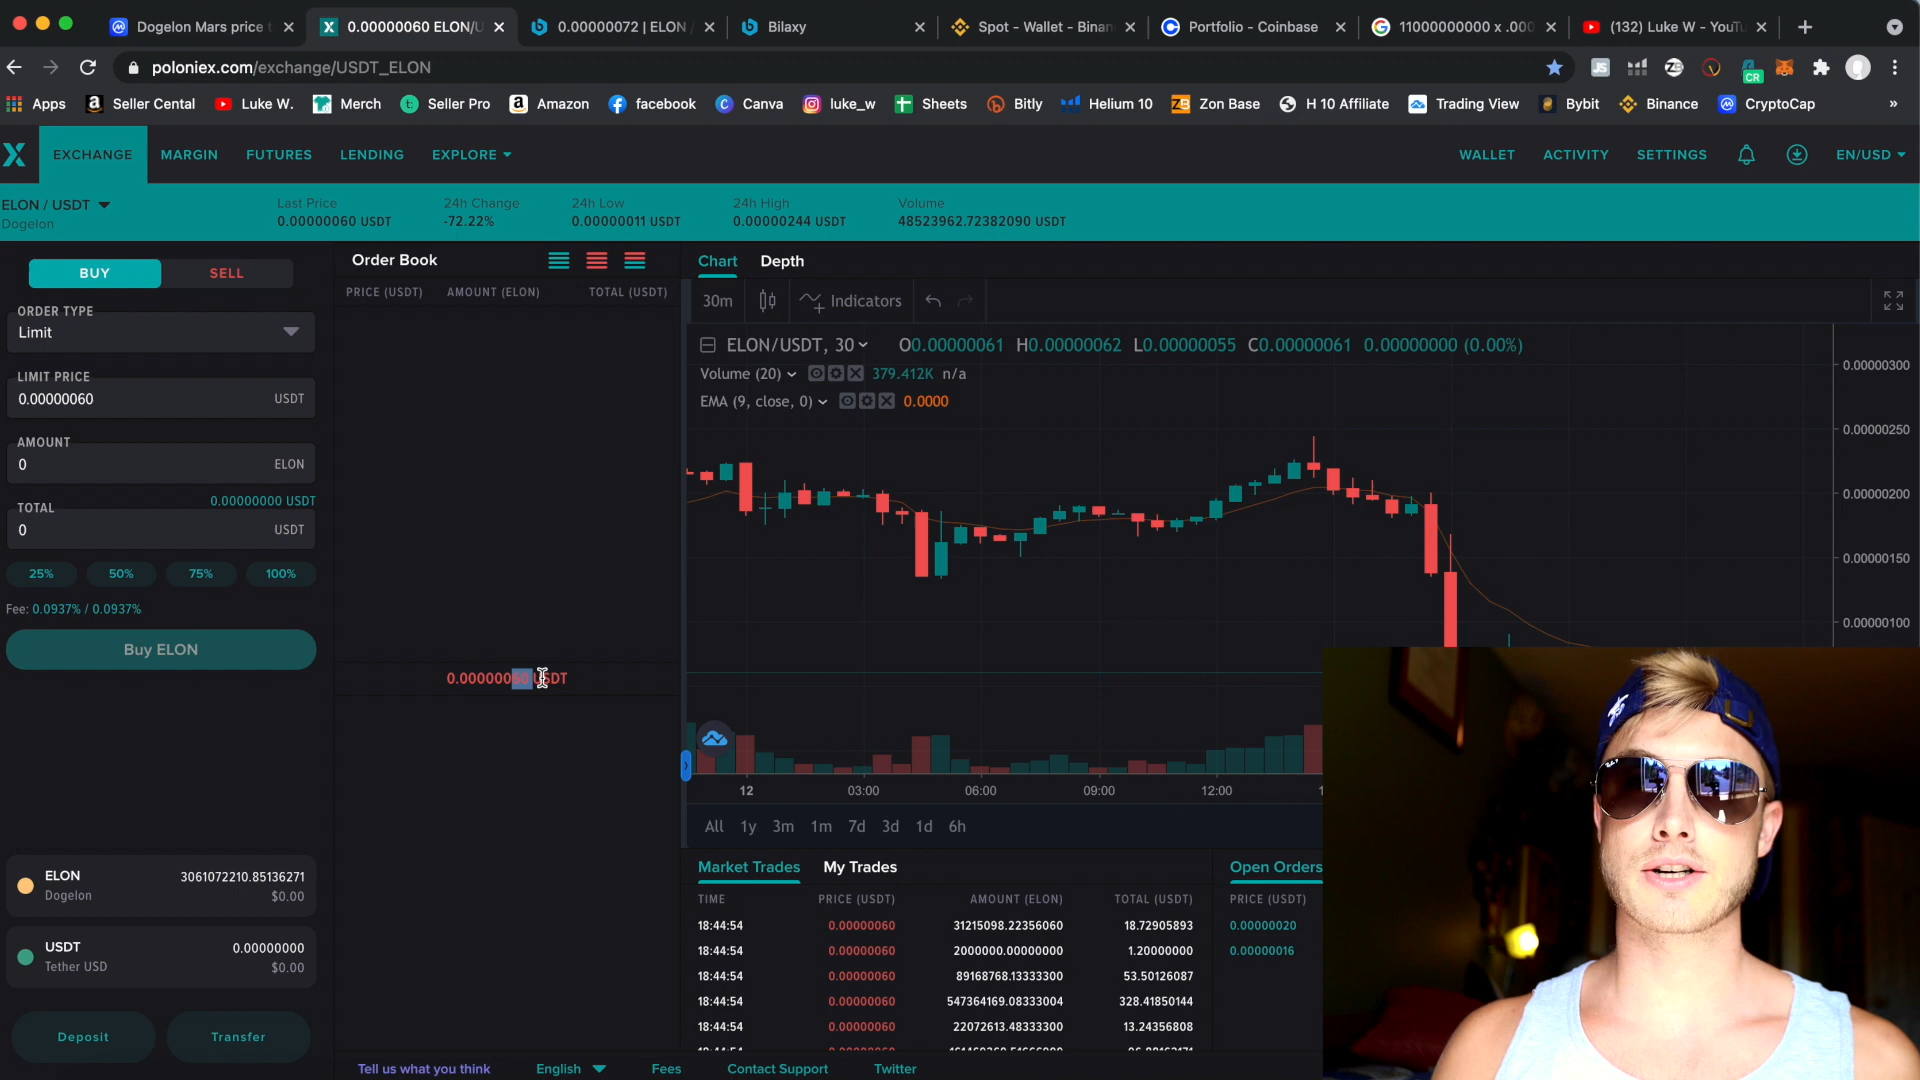 Dogelon Mars price t
0.00000060 ELON/U
0.00000072 | ELON
Bilaxy
Spot - Wallet - Binan
Portfolio - Coinbase
11000000000 x .000
(132) Luke W - YouTu
poloniex.com/exchange/USDT_ELON
CR
Apps
Seller Cental
Luke W.
Merch
Seller Pro
Amazon
facebook
Canva
luke_w
Sheets
Bitly
Helium 10
Zon Base
H 10 Affiliate
Trading View
Bybit
Binance
CryptoCap
»
EXCHANGE MARGIN FUTURES LENDING EXPLORE
WALLET ACTIVITY SETTINGS EN/USD
ELON / USDT
Dogelon
Last Price
0.00000060 USDT
24h Change
-72.22%
24h Low
0.00000011 USDT
24h High
0.00000244 USDT
Volume
48523962.72382090 USDT
BUY SELL
ORDER TYPE
Limit
LIMIT PRICE
0.00000060 USDT
AMOUNT
0 ELON
0.00000000 USDT
TOTAL
0 USDT
25% 50% 75% 100%
Fee: 0.0937% / 0.0937%
Buy ELON
ELON 3061072210.85136271
Dogelon $0.00
USDT 0.00000000
Tether USD $0.00
Deposit Transfer
Order Book
PRICE (USDT) AMOUNT (ELON) TOTAL (USDT)
0.00000060 USDT
Chart Depth
30m Indicators
ELON/USDT, 30 O0.00000061 H0.00000062 L0.00000055 C0.00000061 0.00000000 (0.00%)
Volume (20) 379.412K n/a
EMA (9, close, 0) 0.0000
0.00000300
0.00000250
0.00000200
0.00000150
0.00000100
12 03:00 06:00 09:00 12:00
All 1y 3m 1m 7d 3d 1d 6h
Market Trades My Trades
TIME PRICE (USDT) AMOUNT (ELON) TOTAL (USDT)
18:44:54 0.00000060 31215098.22356060 18.72905893
18:44:54 0.00000060 2000000.00000000 1.20000000
18:44:54 0.00000060 89168768.13333300 53.50126087
18:44:54 0.00000060 547364169.08333004 328.41850144
18:44:54 0.00000060 22072613.48333300 13.24356808
Open Orders
PRICE (USDT)
0.00000020
0.00000016
Tell us what you think English Fees Contact Support Twitter